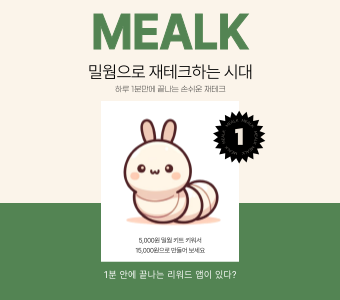 MEALK
밀웜으로 재테크하는 시대
하루 1분만에 끝나는 손쉬운 재테크
1
5,000원 밀웜 키트 키워서
15,000원으로 만들어 보세요
1분 안에 끝나는 리워드 앱이 있다?